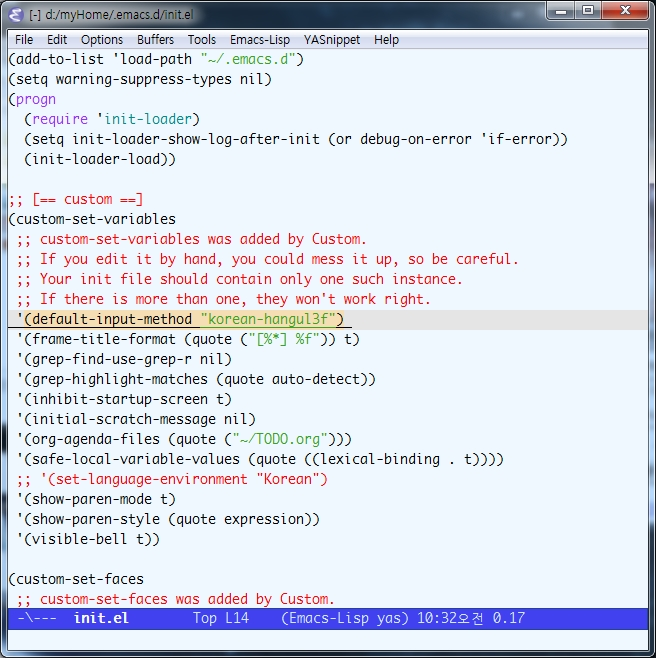 [-] d:/myHome/.emacs.d/init.el
File Edit Options Buffers Tools Emacs-Lisp YASnippet Help
(add-to-list 'load-path "~/.emacs.d")
(setq warning-suppress-types nil)
(progn
  (require 'init-loader)
  (setq init-loader-show-log-after-init (or debug-on-error 'if-error))
  (init-loader-load))

;; [== custom ==]
(custom-set-variables
 ;; custom-set-variables was added by Custom.
 ;; If you edit it by hand, you could mess it up, so be careful.
 ;; Your init file should contain only one such instance.
 ;; If there is more than one, they won't work right.
 '(default-input-method "korean-hangul3f")
 '(frame-title-format (quote ("[%*] %f")) t)
 '(grep-find-use-grep-r nil)
 '(grep-highlight-matches (quote auto-detect))
 '(inhibit-startup-screen t)
 '(initial-scratch-message nil)
 '(org-agenda-files (quote ("~/TODO.org")))
 '(safe-local-variable-values (quote ((lexical-binding . t))))
 ;; '(set-language-environment "Korean")
 '(show-paren-mode t)
 '(show-paren-style (quote expression))
 '(visible-bell t))

(custom-set-faces
 ;; custom-set-faces was added by Custom.
-\--- init.el Top L14 (Emacs-Lisp yas) 10:32오전 0.17